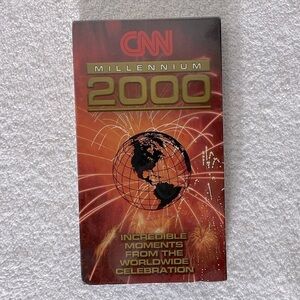 CNN
MILLENNIUM
2000
INCREDIBLE
MOMENTS
FROM THE
WORLDWIDE
CELEBRATION